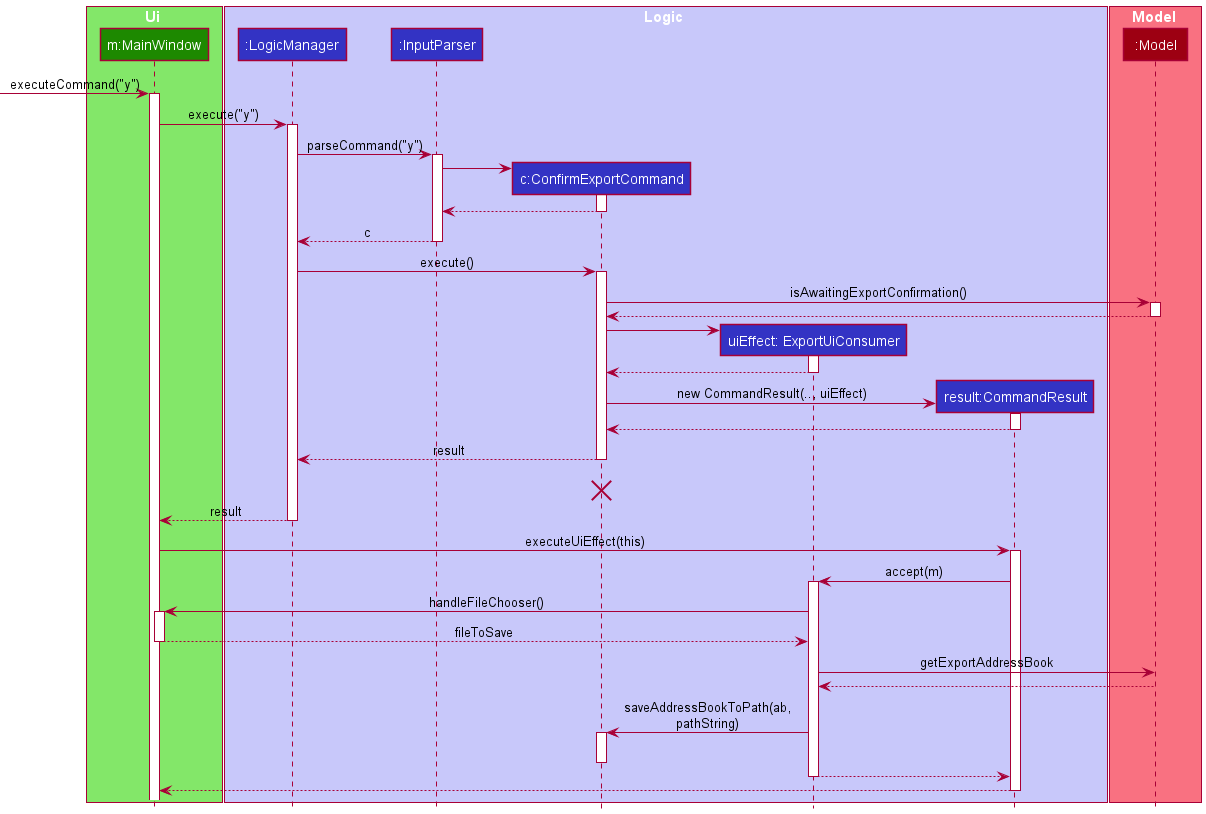 Ui
Logic
Model
m:MainWindow
:LogicManager
:InputParser
:Model
executeCommand("y")
execute("y")
parseCommand("y")
c:ConfirmExportCommand
c
execute()
isAwaitingExportConfirmation()
uiEffect: ExportUiConsumer
new CommandResult(..., uiEffect)
result:CommandResult
result
result
executeUiEffect(this)
accept(m)
handleFileChooser()
fileToSave
getExportAddressBook
saveAddressBookToPath(ab,
pathString)